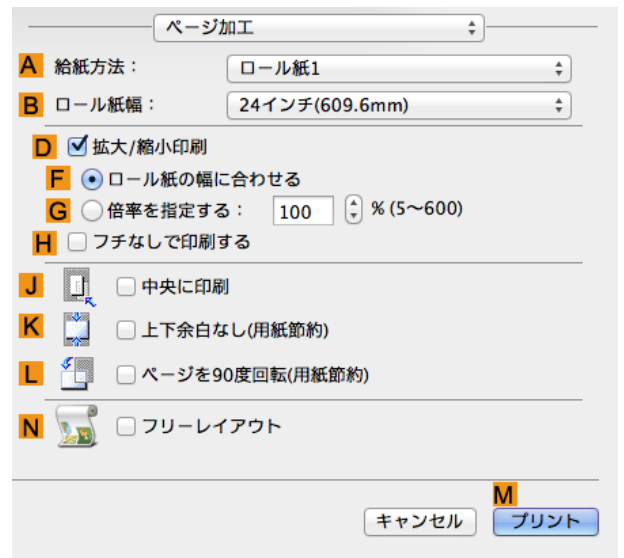 ページ加工
A 給紙方法： ロール紙1
B ロール紙幅： 24インチ(609.6mm)
D 拡大/縮小印刷
F ロール紙の幅に合わせる
G 倍率を指定する： 100 % (5～600)
H フチなしで印刷する
J 中央に印刷
K 上下余白なし(用紙節約)
L ページを90度回転(用紙節約)
N フリーレイアウト
M
キャンセル プリント